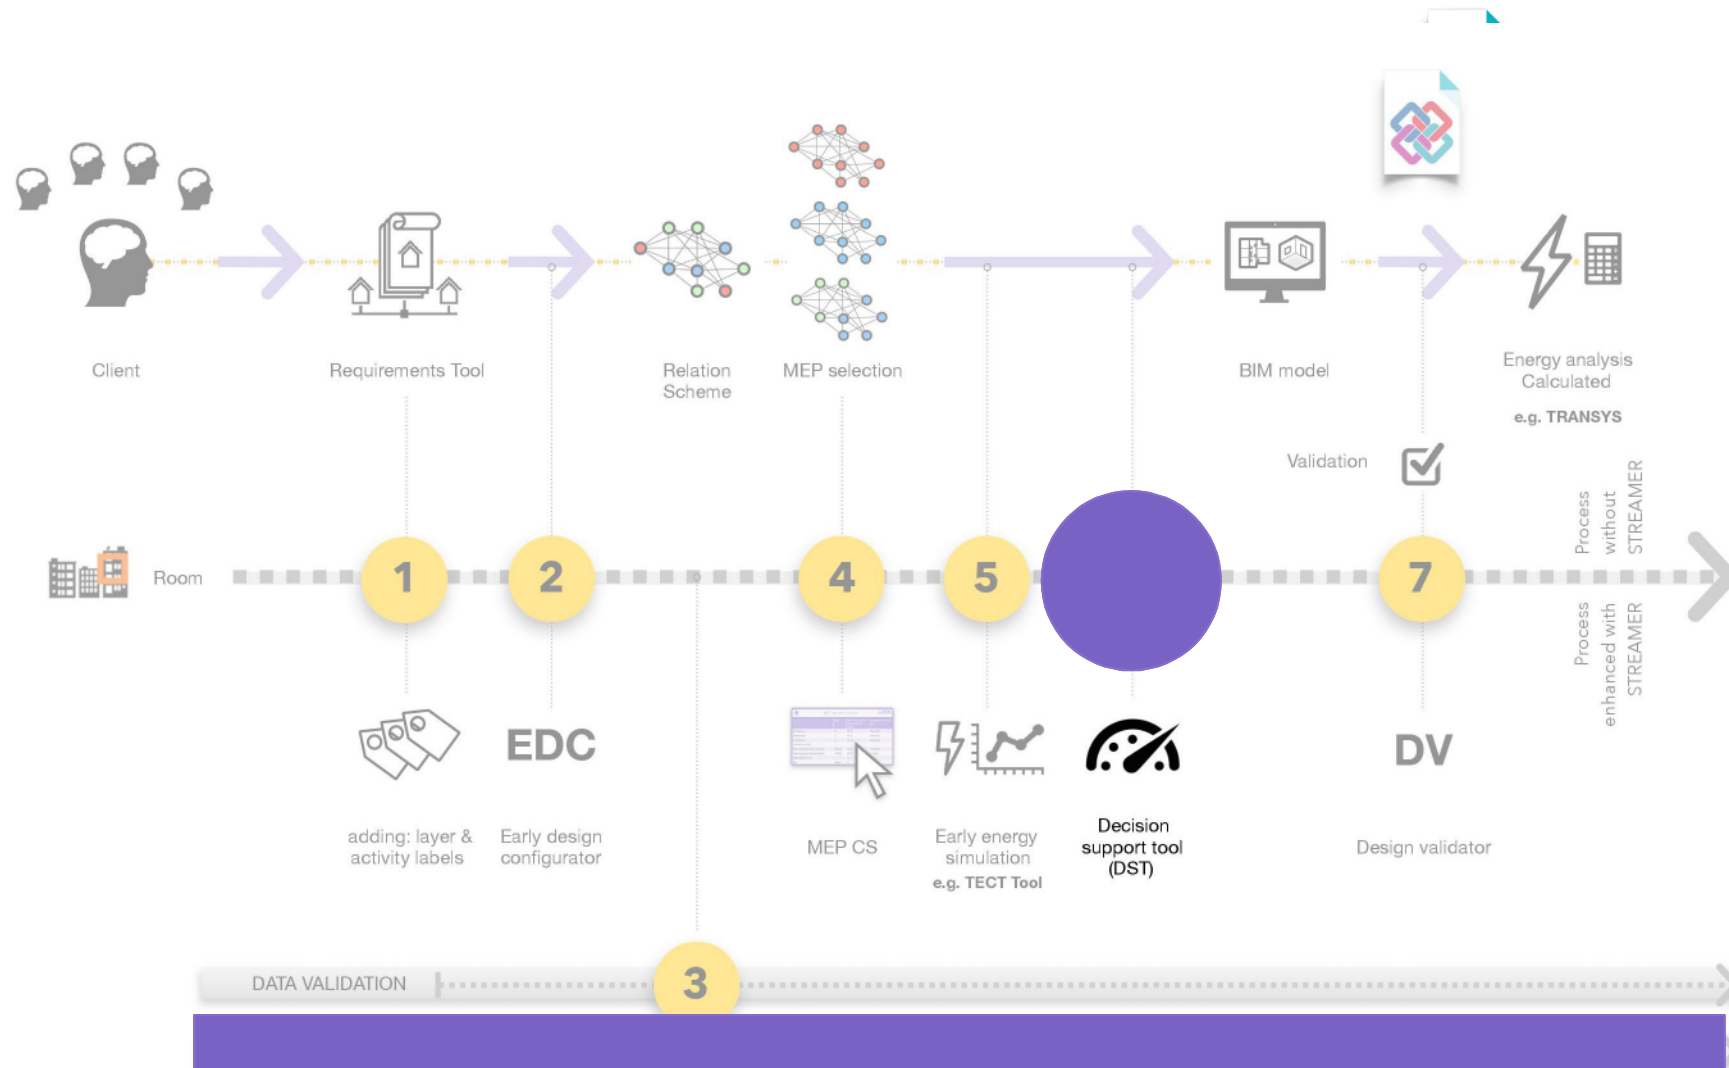 Client
Requirements Tool
Relation
Scheme
MEP selection
BIM model
Energy analysis
Calculated
e.g. TRANSYS
Validation
Process
without
STREAMER
Room
1
2
4
5
7
Process
enhanced with
STREAMER
EDC
DV
adding: layer &
activity labels
Early design
configurator
MEP CS
Early energy
simulation
e.g. TECT Tool
Decision
support tool
(DST)
Design validator
DATA VALIDATION
3